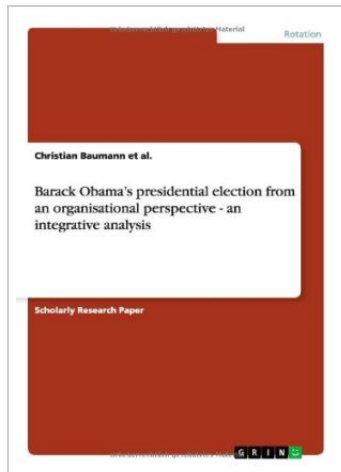 Rotation
Christian Baumann et al.
Barack Obama's presidential election from
an organisational perspective - an
integrative analysis
Scholarly Research Paper
GRIN